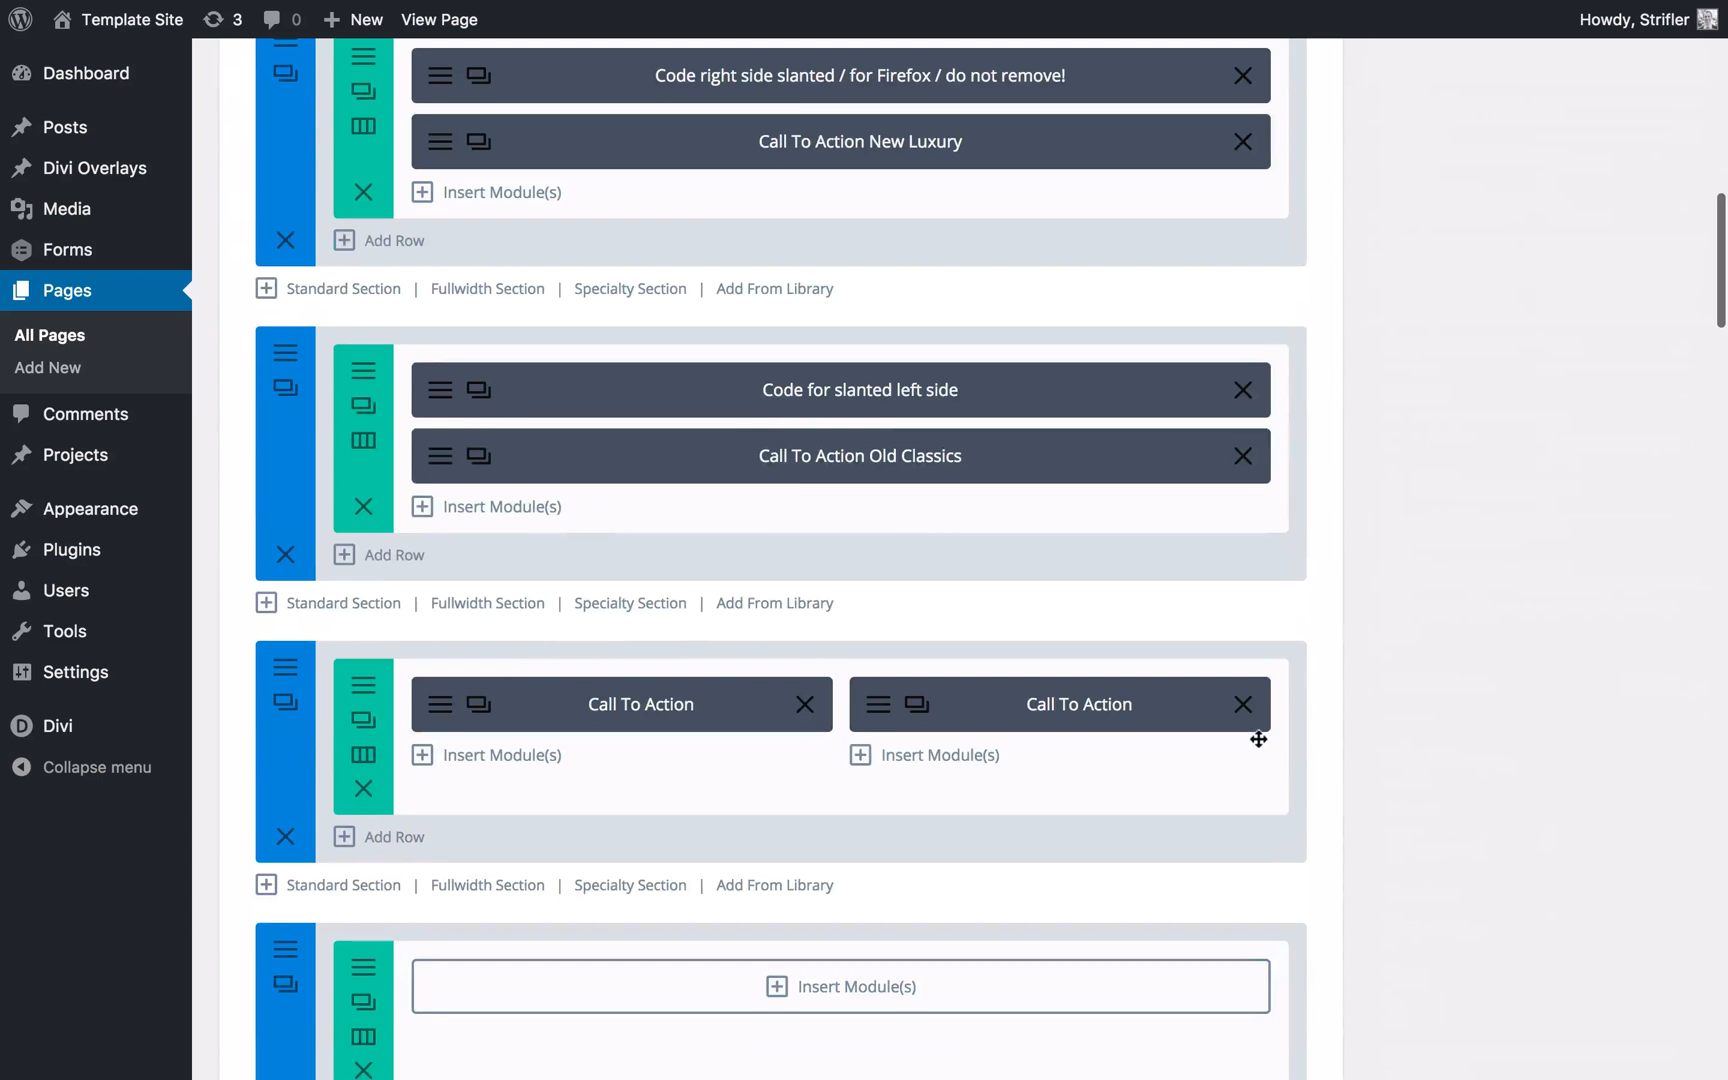 Template Site 3 0 New View Page Howdy, Strifler
Dashboard
Posts
Divi Overlays
Media
Forms
Pages
All Pages
Add New
Comments
Projects
Appearance
Plugins
Users
Tools
Settings
Divi
Collapse menu
Code right side slanted / for Firefox / do not remove!
Call To Action New Luxury
Insert Module(s)
Add Row
Standard Section | Fullwidth Section | Specialty Section | Add From Library
Code for slanted left side
Call To Action Old Classics
Insert Module(s)
Add Row
Standard Section | Fullwidth Section | Specialty Section | Add From Library
Call To Action Call To Action
Insert Module(s) Insert Module(s)
Add Row
Standard Section | Fullwidth Section | Specialty Section | Add From Library
Insert Module(s)